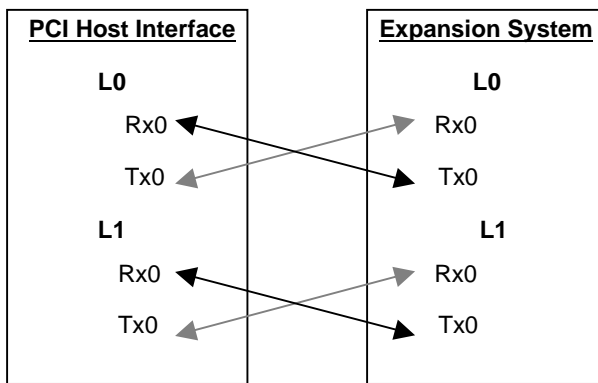 PCI Host Interface
L0
Rx0
Tx0
L1
Rx0
Tx0
Expansion System
L0
Rx0
Tx0
L1
Rx0
Tx0